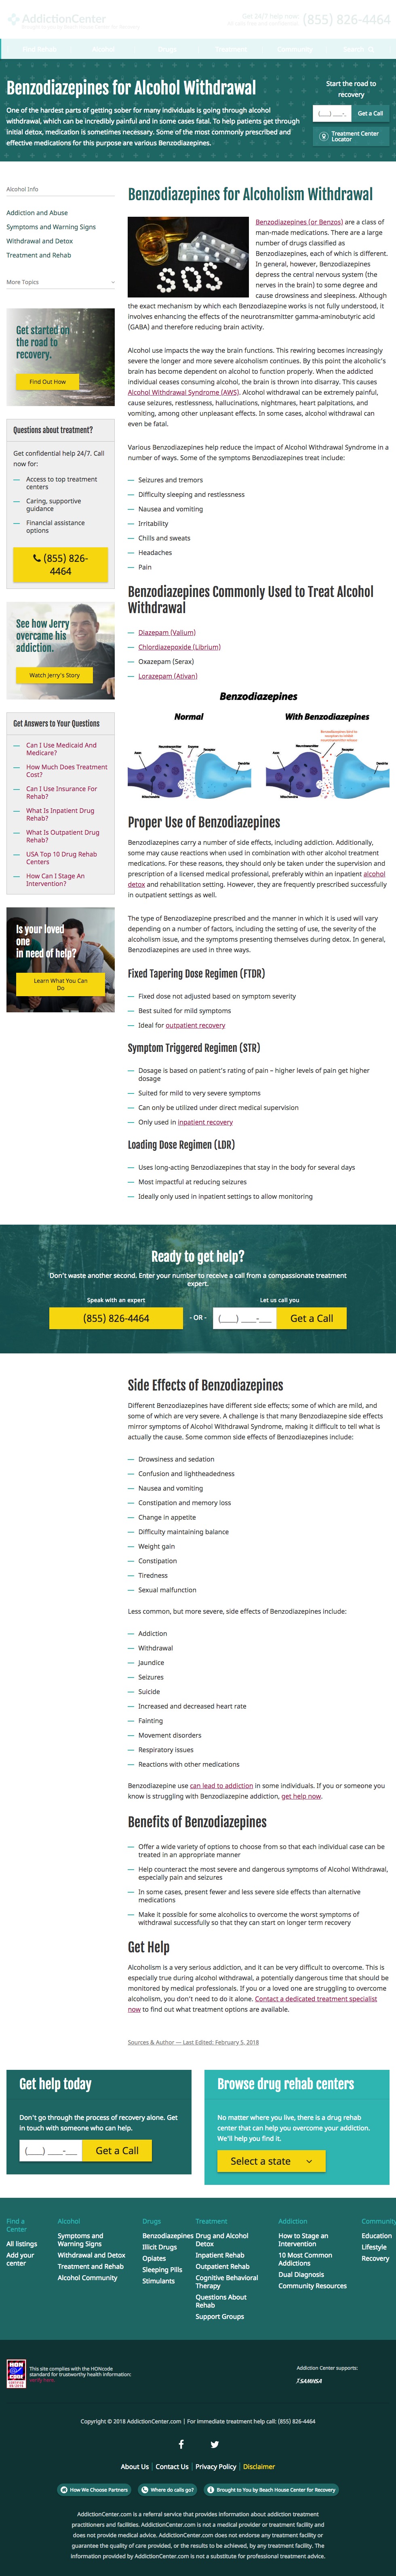 AddictionCenter
(855) 826-4464
Benzodiazepines for Alcohol Withdrawal
One of the hardest parts of getting sober for many individuals is going through alcohol
withdrawal, which can be incredibly painful and in some cases fatal. To help patients get through
initial detox, medication is sometimes necessary. Some of the most commonly prescribed and
effective medications for this purpose are various Benzodiazepines.
Start the road to
recovery
(___) ___-.
Get a Call
Treatment Center
Locator
Alcohol Info
Addiction and Abuse
Symptoms and Warning Signs
Withdrawal and Detox
Treatment and Rehab
More Topics
Get started on
the road to
recovery.
Find Out How
Questions about treatment?
Get confidential help 24/7. Call
now for:
Access to top treatment
centers
Caring, supportive
guidance
Financial assistance
options
(855) 826-
4464
See how Jerry
overcame his
addiction.
Watch Jerry's Story
Get Answers to Your Questions
Can I Use Medicaid And
Medicare?
How Much Does Treatment
Cost?
Can I Use Insurance For
Rehab?
What Is Inpatient Drug
Rehab?
What Is Outpatient Drug
Rehab?
USA Top 10 Drug Rehab
Centers
How Can I Stage An
Intervention?
Is your loved
one
in need of help?
Learn What You Can
Do
Benzodiazepines for Alcoholism Withdrawal
SOS
Benzodiazepines (or Benzos) are a class of
man-made medications. There are a large
number of drugs classified as
Benzodiazepines, each of which is different.
In general, however, Benzodiazepines
depress the central nervous system (the
nerves in the brain) to some degree and
cause drowsiness and sleepiness. Although
the exact mechanism by which each Benzodiazepine works is not fully understood, it
involves enhancing the effects of the neurotransmitter gamma-aminobutyric acid
(GABA) and therefore reducing brain activity.
Alcohol use impacts the way the brain functions. This rewiring becomes increasingly
severe the longer and more severe alcoholism continues. By this point an alcoholic's
brain has become dependent on alcohol to function properly. When the addicted
individual ceases consuming alcohol, the brain is thrown into disarray. This causes
Alcohol Withdrawal Syndrome (AWS). Alcohol withdrawal can be extremely painful,
cause seizures, restlessness, hallucinations, nightmares, heart palpitations, and
vomiting, among other unpleasant effects. In some cases, alcohol withdrawal can
even be fatal.
Various Benzodiazepines help reduce the impact of Alcohol Withdrawal Syndrome in a
number of ways. Some of the symptoms Benzodiazepines treat include:
Seizures and tremors
Difficulty sleeping and restlessness
Nausea and vomiting
Irritability
Chills and sweats
Headaches
Pain
Benzodiazepines Commonly Used to Treat Alcohol
Withdrawal
Diazepam (Valium)
Chlordiazepoxide (Librium)
Oxazepam (Serax)
Lorazepam (Ativan)
Benzodiazepines
Normal
With Benzodiazepines
Proper Use of Benzodiazepines
Benzodiazepines carry a number of side effects, including addiction. Additionally,
some may cause reactions when used in combination with other alcohol treatment
medications. For these reasons, they should only be taken under the supervision and
prescription of a licensed medical professional, preferably within an inpatient alcohol
detox and rehabilitation setting. However, they are frequently prescribed successfully
in outpatient settings as well.
The type of Benzodiazepine prescribed and the manner in which it is used will vary
depending on a number of factors, including the setting of use, the severity of the
alcoholism issue, and the symptoms presenting themselves during detox. In general,
Benzodiazepines are used in three ways.
Fixed Tapering Dose Regimen (FTDR)
Fixed dose not adjusted based on symptom severity
Best suited for mild symptoms
Ideal for outpatient recovery
Symptom Triggered Regimen (STR)
Dosage is based on patient's rating of pain – higher levels of pain get higher
dosage
Suited for mild to very severe symptoms
Can only be utilized under direct medical supervision
Only used in inpatient recovery
Loading Dose Regimen (LDR)
Uses long-acting Benzodiazepines that stay in the body for several days
Most impactful at reducing seizures
Ideally only used in inpatient settings to allow monitoring
Ready to get help?
Don't waste another second. Enter your number to receive a call from a compassionate treatment
expert.
Speak with an expert
(855) 826-4464
- OR -
Let us call you
(___) ___-___
Get a Call
Side Effects of Benzodiazepines
Different Benzodiazepines have different side effects; some of which are mild, and
some of which are very severe. A challenge is that many Benzodiazepine side effects
mirror symptoms of Alcohol Withdrawal Syndrome, making it difficult to tell what is
actually the cause. Some common side effects of Benzodiazepines include:
Drowsiness and sedation
Confusion and lightheadedness
Nausea and vomiting
Constipation and memory loss
Change in appetite
Difficulty maintaining balance
Weight gain
Constipation
Tiredness
Sexual malfunction
Less common, but more severe, side effects of Benzodiazepines include:
Addiction
Withdrawal
Jaundice
Seizures
Suicide
Increased and decreased heart rate
Fainting
Movement disorders
Respiratory issues
Reactions with other medications
Benzodiazepine use can lead to addiction in some individuals. If you or someone you
know is struggling with Benzodiazepine addiction, get help now.
Benefits of Benzodiazepines
Offer a wide variety of options to choose from so that each individual case can be
treated in an appropriate manner
Help counteract the most severe and dangerous symptoms of Alcohol Withdrawal,
especially pain and seizures
In some cases, present fewer and less severe side effects than alternative
medications
Make it possible for some alcoholics to overcome the worst symptoms of
withdrawal successfully so that they can start on longer term recovery
Get Help
Alcoholism is a very serious addiction, and it can be very difficult to overcome. This is
especially true during alcohol withdrawal, a potentially dangerous time that should be
monitored by medical professionals. If you or a loved one are struggling to overcome
alcoholism, you don't need to do it alone. Contact a dedicated treatment specialist
now to find out what treatment options are available.
Sources & Author — Last Edited: February 5, 2018
Get help today
Don't go through the process of recovery alone. Get
in touch with someone who can help.
(___) ___-___
Get a Call
Browse drug rehab centers
No matter where you live, there is a drug rehab
center that can help you overcome your addiction.
We'll help you find it.
Select a state
Find a
Center
All listings
Add your
center
Alcohol
Symptoms and
Warning Signs
Withdrawal and Detox
Treatment and Rehab
Alcohol Community
Drugs
Benzodiazepines
Illicit Drugs
Opiates
Sleeping Pills
Stimulants
Treatment
Drug and Alcohol
Detox
Inpatient Rehab
Outpatient Rehab
Cognitive Behavioral
Therapy
Questions About
Rehab
Support Groups
Addiction
How to Stage an
Intervention
10 Most Common
Addictions
Dual Diagnosis
Community Resources
Community
Education
Lifestyle
Recovery
HON
CODE
This site complies with the HONcode
standard for trustworthy health information:
verify here.
Addiction Center supports:
SAMHSA
Copyright © 2018 AddictionCenter.com | For immediate treatment help call: (855) 826-4464
About Us | Contact Us | Privacy Policy | Disclaimer
How We Choose Partners
Where do calls go?
Brought to You by Beach House Center for Recovery
AddictionCenter.com is a referral service that provides information about addiction treatment
practitioners and facilities. AddictionCenter.com is not a medical provider or treatment facility and
does not provide medical advice. AddictionCenter.com does not endorse any treatment facility or
guarantee the quality of care provided, or the results to be achieved, by any treatment facility. The
information provided by AddictionCenter.com is not a substitute for professional treatment advice.